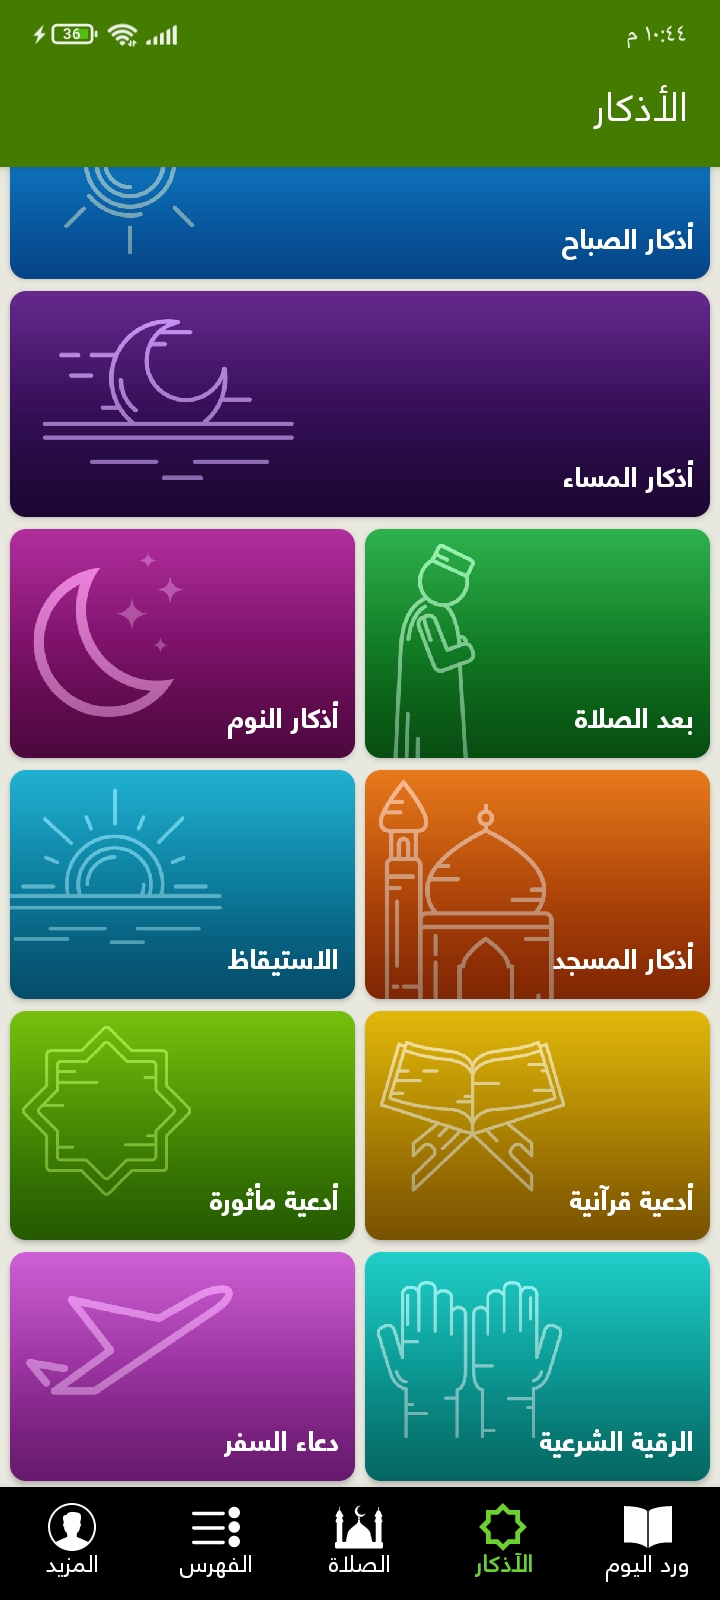 ١٠:٤٤ م
36
الأذكار
أذكار الصباح
أذكار المساء
بعد الصلاة
أذكار النوم
أذكار المسجد
الاستيقاظ
أدعية قرآنية
أدعية مأثورة
الرقية الشرعية
دعاء السفر
ورد اليوم
الأذكار
الصلاة
الفهرس
المزيد